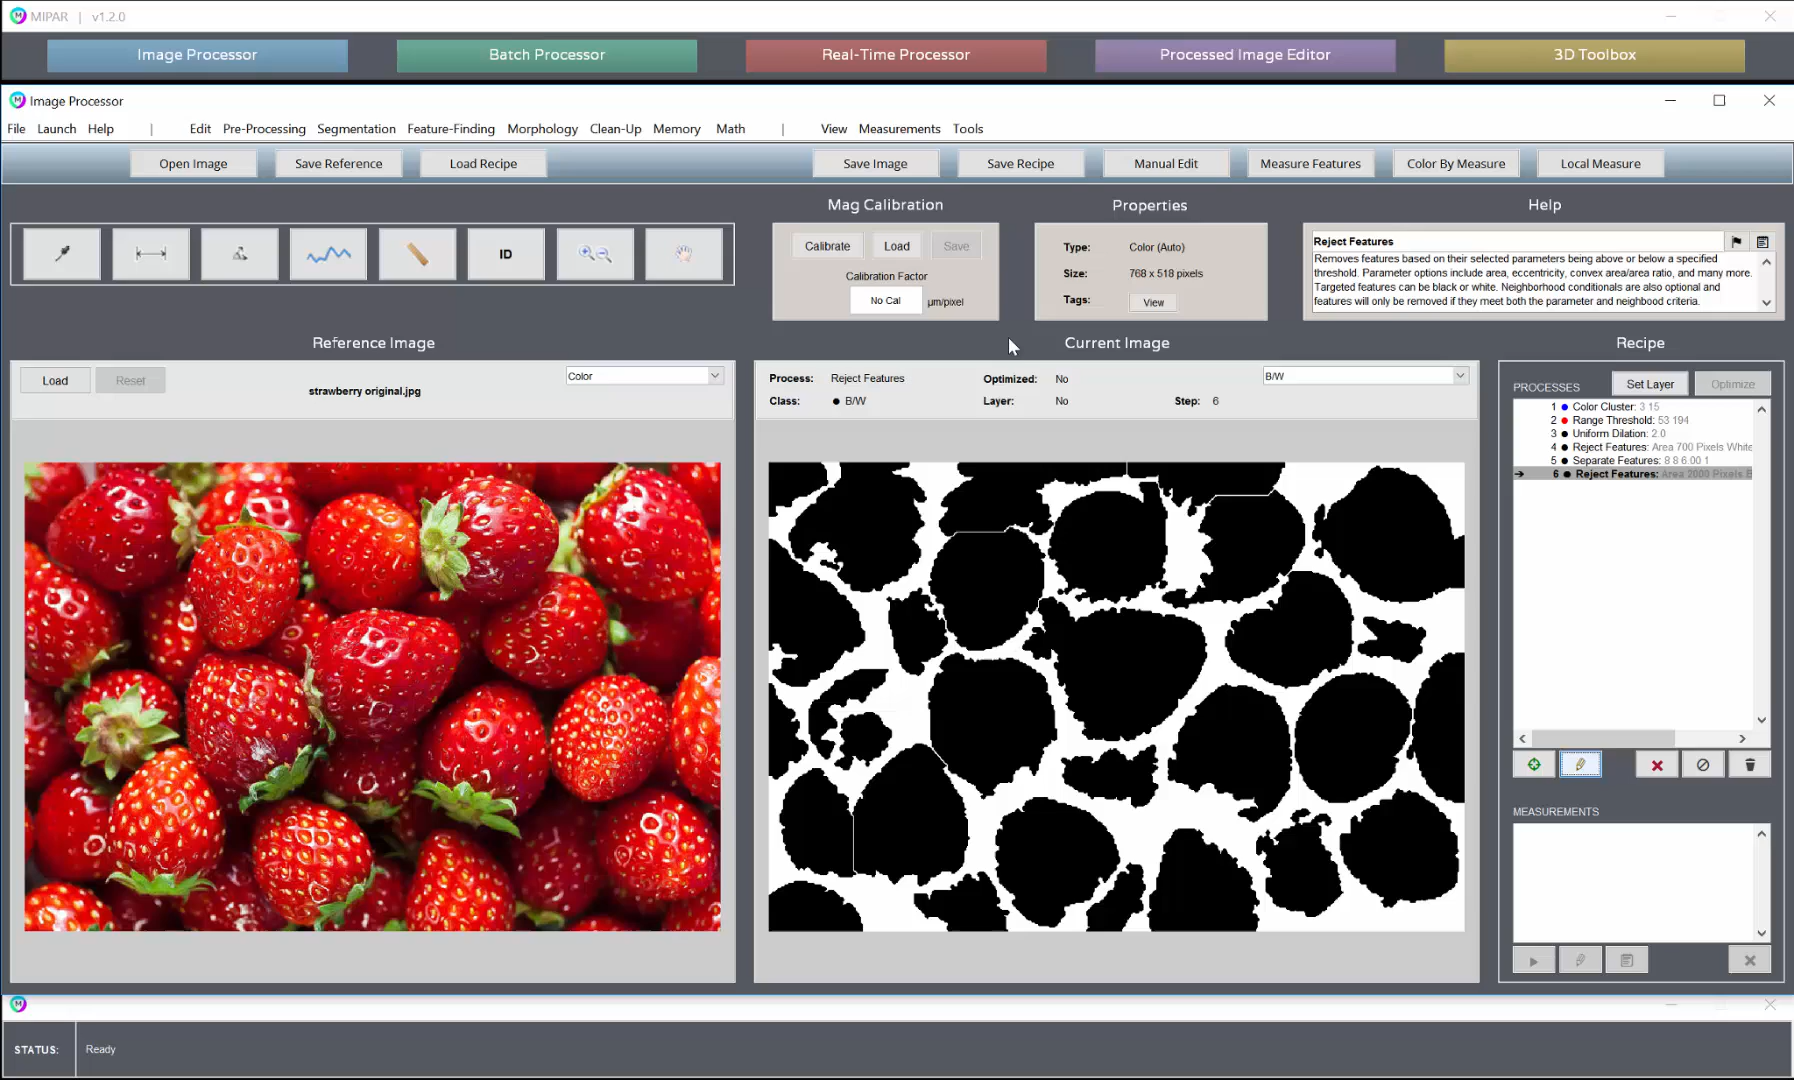 MIPAR | v1.2.0
Image Processor
Batch Processor
Real-Time Processor
Processed Image Editor
3D Toolbox
Image Processor
File Launch Help | Edit Pre-Processing Segmentation Feature-Finding Morphology Clean-Up Memory Math | View Measurements Tools
Open Image
Save Reference
Load Recipe
Save Image
Save Recipe
Manual Edit
Measure Features
Color By Measure
Local Measure
ID
Mag Calibration
Calibrate Load Save
Calibration Factor
No Cal µm/pixel
Properties
Type: Color (Auto)
Size: 768 x 518 pixels
Tags: View
Help
Reject Features
Removes features based on their selected parameters being above or below a specified
threshold. Parameter options include area, eccentricity, convex area/area ratio, and many more.
Targeted features can be black or white. Neighborhood conditionals are also optional and
features will only be removed if they meet both the parameter and neighbood criteria.
Reference Image
Load Reset
strawberry original.jpg
Color
Current Image
Process: Reject Features Optimized: No
B/W
Class: B/W Layer: No Step: 6
Recipe
PROCESSES Set Layer Optimize
1 Color Cluster: 3 15
2 Range Threshold: 53 194
3 Uniform Dilation: 2.0
4 Reject Features: Area 700 Pixels White
5 Separate Features: 8 8 6.00 1
6 Reject Features: Area 2000 Pixels B
MEASUREMENTS
STATUS: Ready